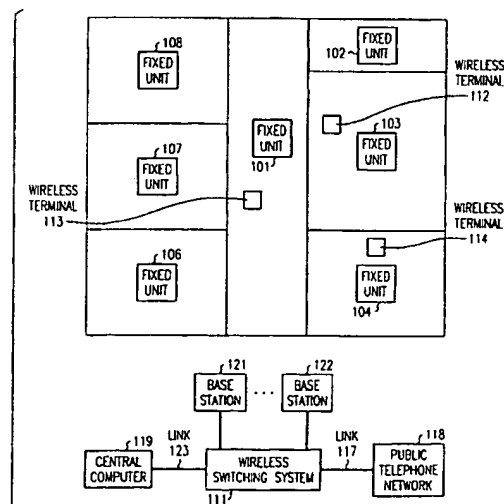 108
FIXED
UNIT
102
FIXED
UNIT
WIRELESS
TERMINAL
112
FIXED
UNIT
101
103
FIXED
UNIT
107
FIXED
UNIT
WIRELESS
TERMINAL
113
WIRELESS
TERMINAL
114
106
FIXED
UNIT
FIXED
UNIT
104
121
BASE
STATION
...
122
BASE
STATION
119
CENTRAL
COMPUTER
LINK
123
WIRELESS
SWITCHING SYSTEM
111
LINK
117
118
PUBLIC
TELEPHONE
NETWORK